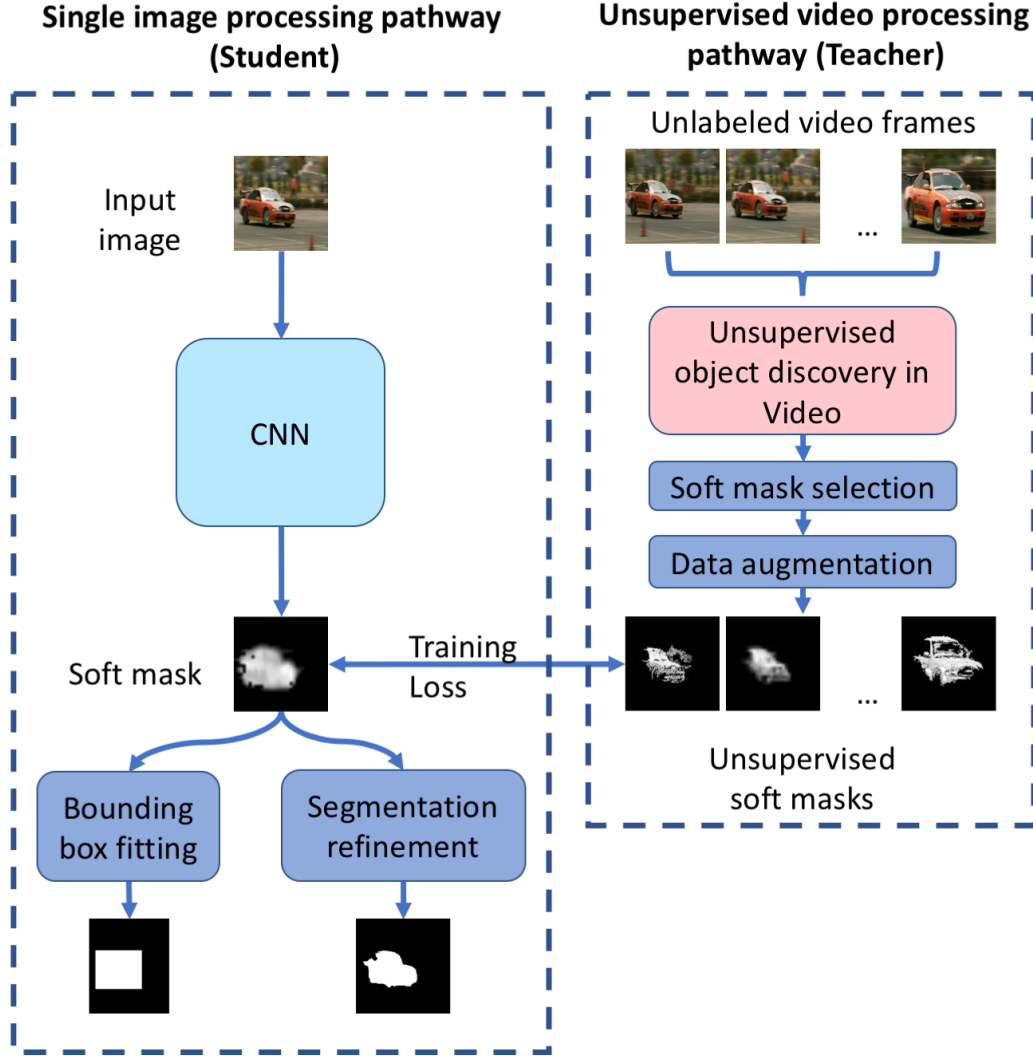 Single image processing pathway
(Student)
Input
image
CNN
Soft mask
Training
Loss
Bounding
box fitting
Segmentation
refinement
Unsupervised video processing
pathway (Teacher)
Unlabeled video frames
...
Unsupervised
object discovery in
Video
Soft mask selection
Data augmentation
...
Unsupervised
soft masks